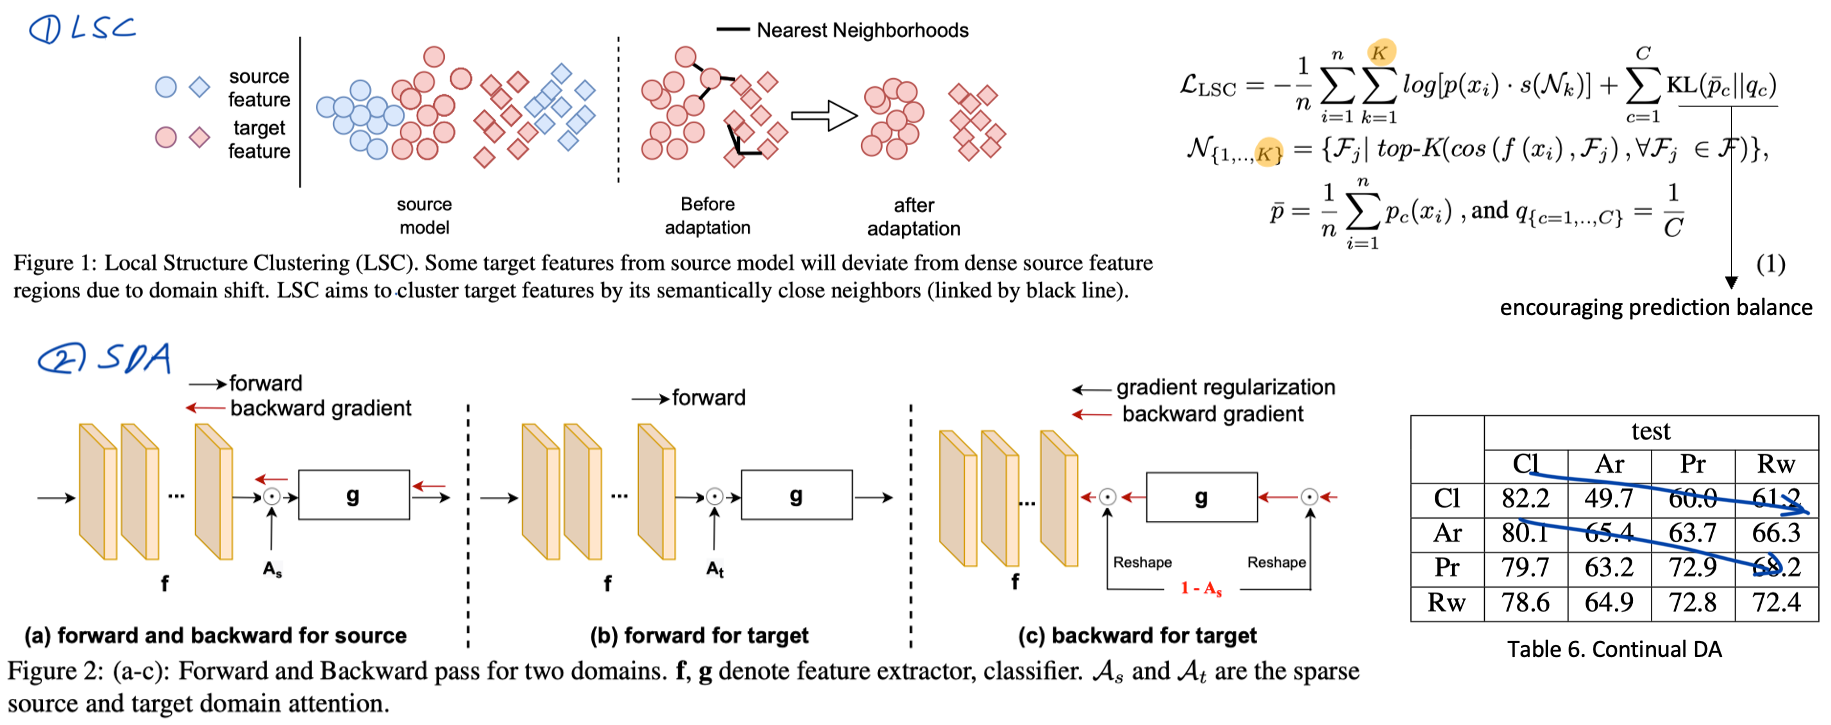 ① LSC
Nearest Neighborhoods
source feature
target feature
source model
Before adaptation
after adaptation
Figure 1: Local Structure Clustering (LSC). Some target features from source model will deviate from dense source feature
regions due to domain shift. LSC aims to cluster target features by its semantically close neighbors (linked by black line).
\mathcal{L}_{LSC} = -\frac{1}{n} \sum_{i=1}^{n} \sum_{k=1}^{K} log[p(x_i) \cdot s(\mathcal{N}_k)] + \sum_{c=1}^{C} KL(\bar{p}_c||q_c)
\mathcal{N}_{\{1,..,K\}} = \{\mathcal{F}_j| top-K(cos(f(x_i), \mathcal{F}_j), \forall \mathcal{F}_j \in \mathcal{F})\},
\bar{p} = \frac{1}{n} \sum_{i=1}^{n} p_c(x_i), and q_{\{c=1,..,C\}} = \frac{1}{C}
(1)
encouraging prediction balance
② SDA
forward
backward gradient
... g
A_s
f
(a) forward and backward for source
forward
... g
A_t
f
(b) forward for target
gradient regularization
backward gradient
... g
Reshape Reshape
f
1 - A_s
(c) backward for target
Figure 2: (a-c): Forward and Backward pass for two domains. f, g denote feature extractor, classifier. \mathcal{A}_s and \mathcal{A}_t are the sparse
source and target domain attention.
test
Cl Ar Pr Rw
Cl 82.2 49.7 60.0 61.2
Ar 80.1 65.4 63.7 66.3
Pr 79.7 63.2 72.9 68.2
Rw 78.6 64.9 72.8 72.4
Table 6. Continual DA